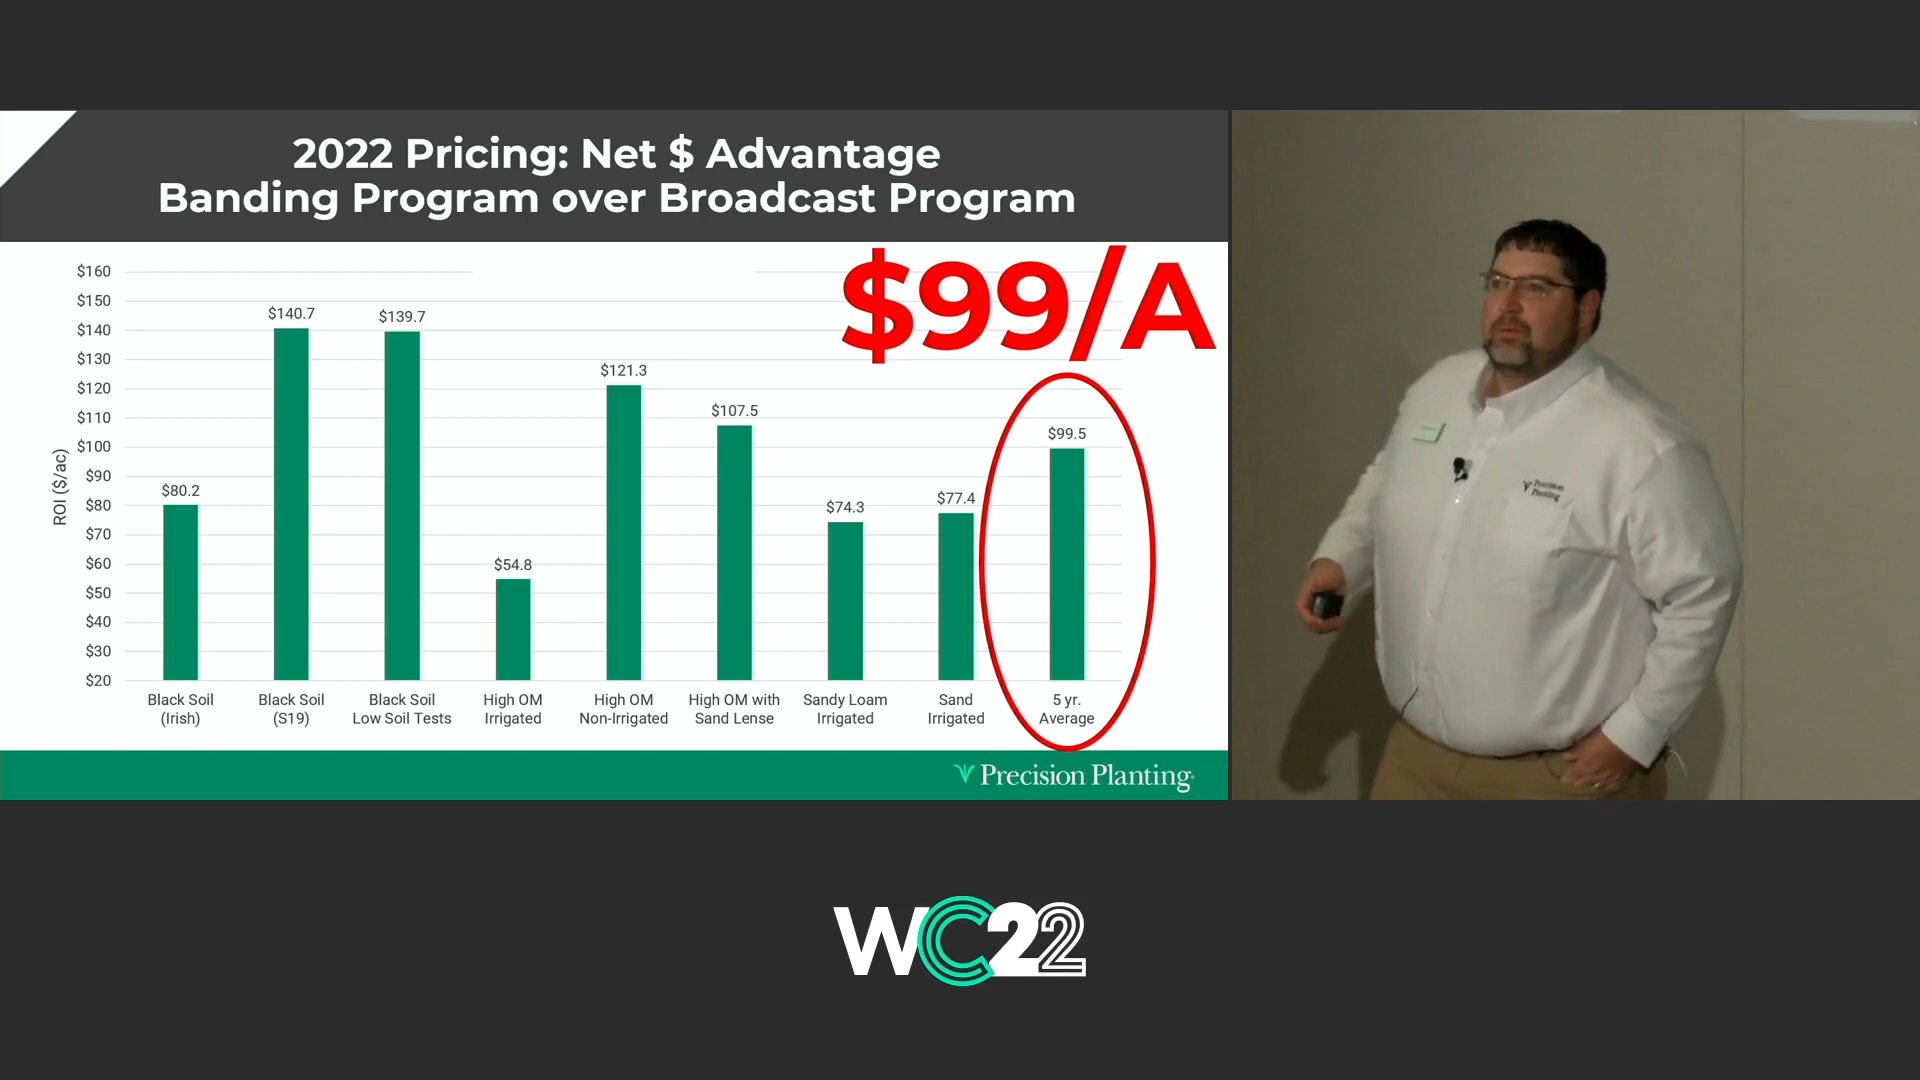 2022 Pricing: Net $ Advantage
Banding Program over Broadcast Program
$99/A
ROI ($/ac)
$160
$150
$140
$130
$120
$110
$100
$90
$80
$70
$60
$50
$40
$30
$20
$80.2
$140.7
$139.7
$54.8
$121.3
$107.5
$74.3
$77.4
$99.5
Black Soil
(Irish)
Black Soil
(S19)
Black Soil
Low Soil Tests
High OM
Irrigated
High OM
Non-Irrigated
High OM with
Sand Lense
Sandy Loam
Irrigated
Sand
Irrigated
5 yr.
Average
Precision Planting
Precision
Planting
WC22